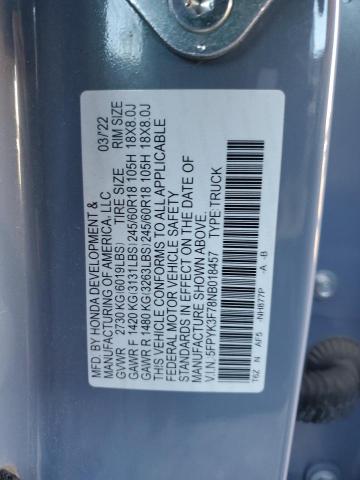 MFD. BY HONDA DEVELOPMENT & 03/'22
MANUFACTURING OF AMERICA, LLC
GVWR 2730 KG(6019LBS) TIRE SIZE RIM SIZE
GAWR F 1420 KG(3131LBS) 245/60R18 105H 18X8.0J
GAWR R 1480 KG(3263LBS) 245/60R18 105H 18X8.0J
THIS VEHICLE CONFORMS TO ALL APPLICABLE
FEDERAL MOTOR VEHICLE SAFETY
STANDARDS IN EFFECT ON THE DATE OF
MANUFACTURE SHOWN ABOVE.
V.I.N. 5FPYK3F78NB018457 TYPE:TRUCK
T6Z N AF5 NH877P -A -B